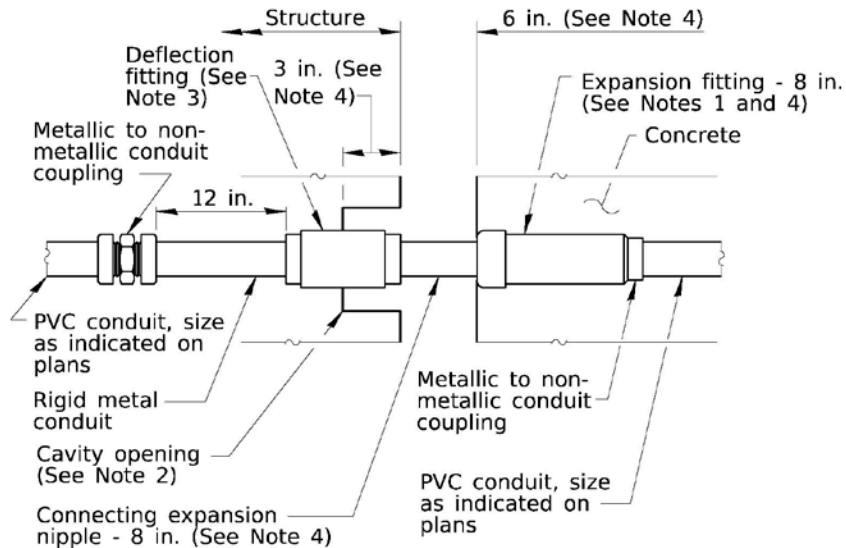 Structure
6 in. (See Note 4)
Deflection
fitting (See
Note 3)
3 in. (See
Note 4)
Expansion fitting - 8 in.
(See Notes 1 and 4)
Metallic to non-
metallic conduit
coupling
Concrete
12 in.
PVC conduit, size
as indicated on
plans
Metallic to non-
metallic conduit
coupling
Rigid metal
conduit
Cavity opening
(See Note 2)
PVC conduit, size
as indicated on
plans
Connecting expansion
nipple - 8 in. (See Note 4)